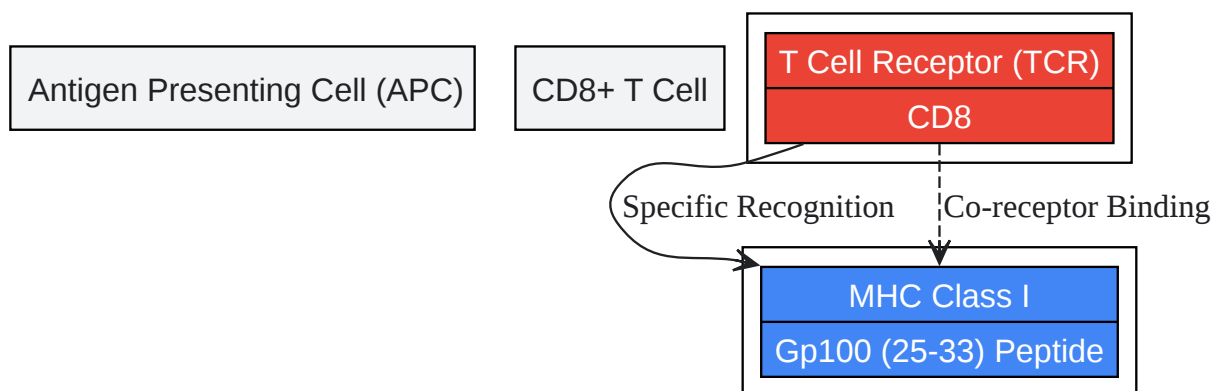 Antigen Presenting Cell (APC)
CD8+ T Cell
T Cell Receptor (TCR)
CD8
Specific Recognition
Co-receptor Binding
MHC Class I
Gp100 (25-33) Peptide